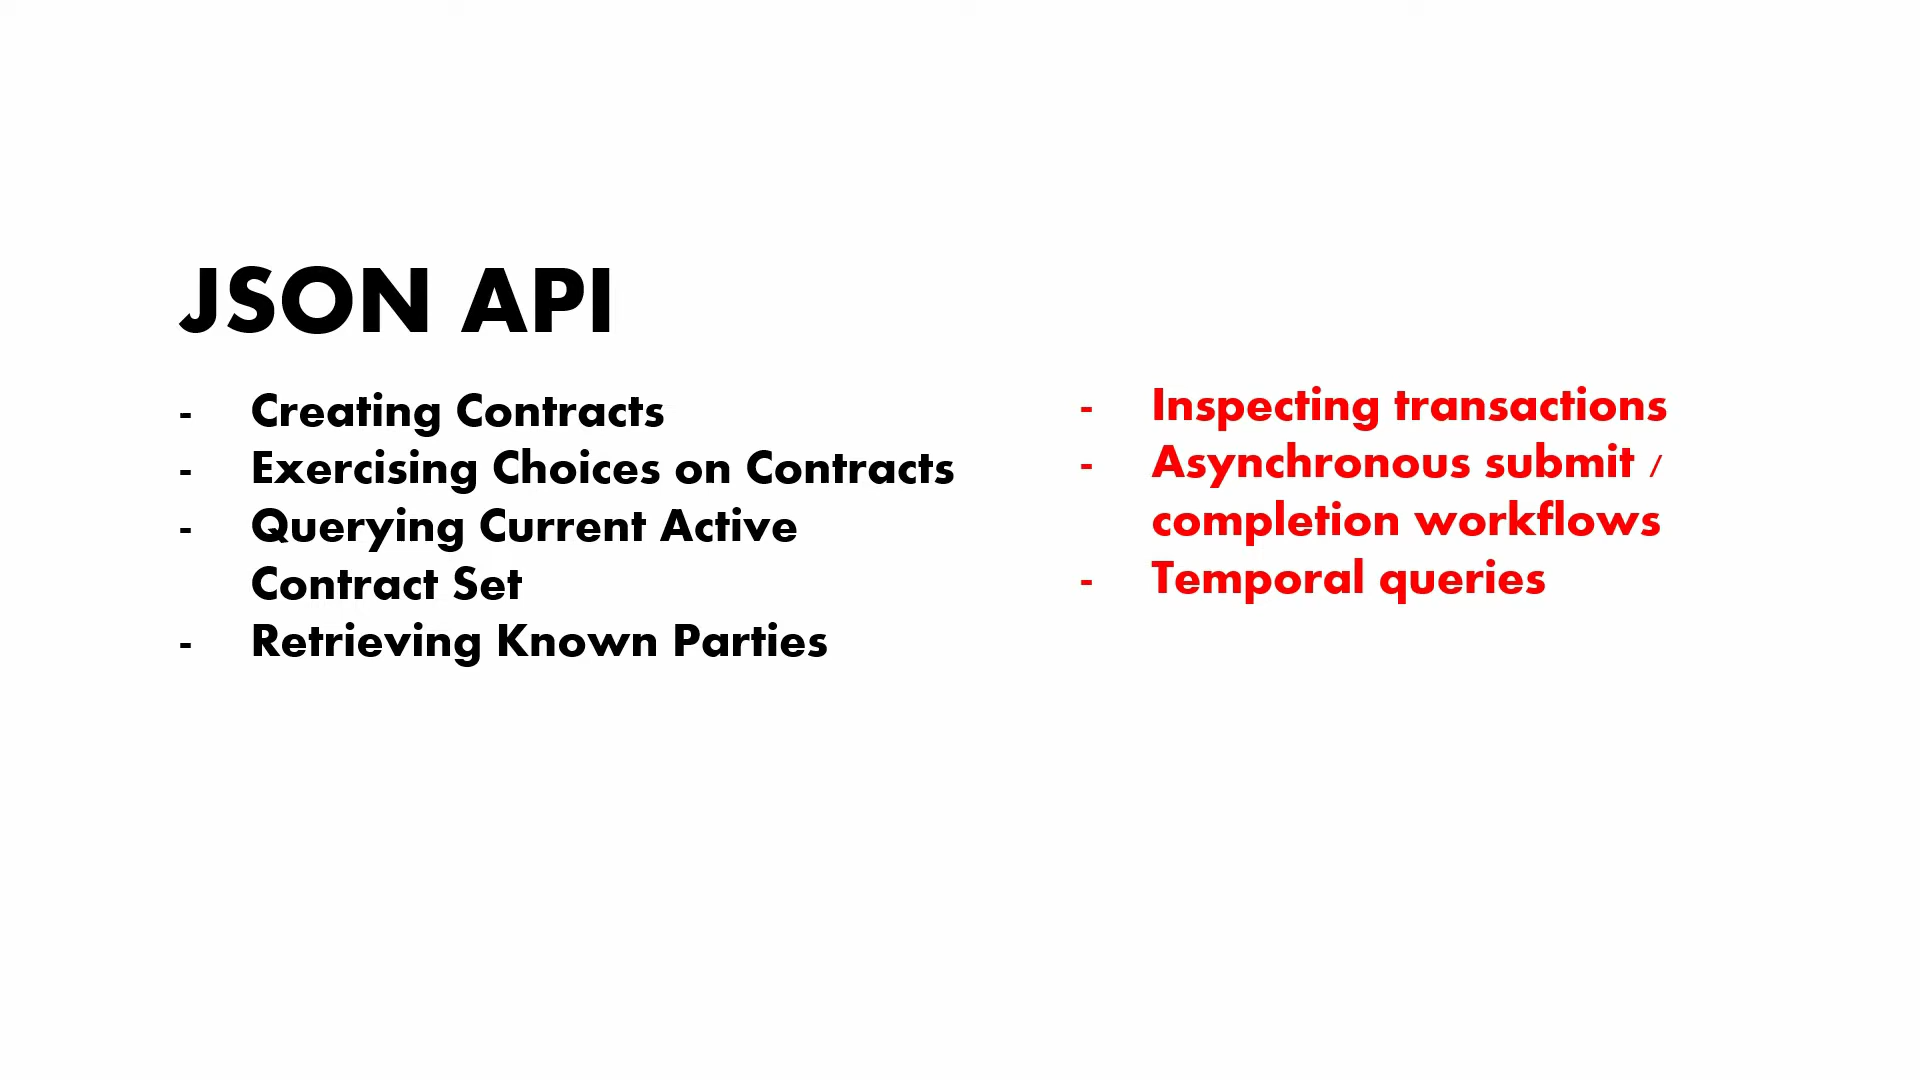 JSON API
- Creating Contracts
- Exercising Choices on Contracts
- Querying Current Active
Contract Set
- Retrieving Known Parties
- Inspecting transactions
- Asynchronous submit /
completion workflows
- Temporal queries